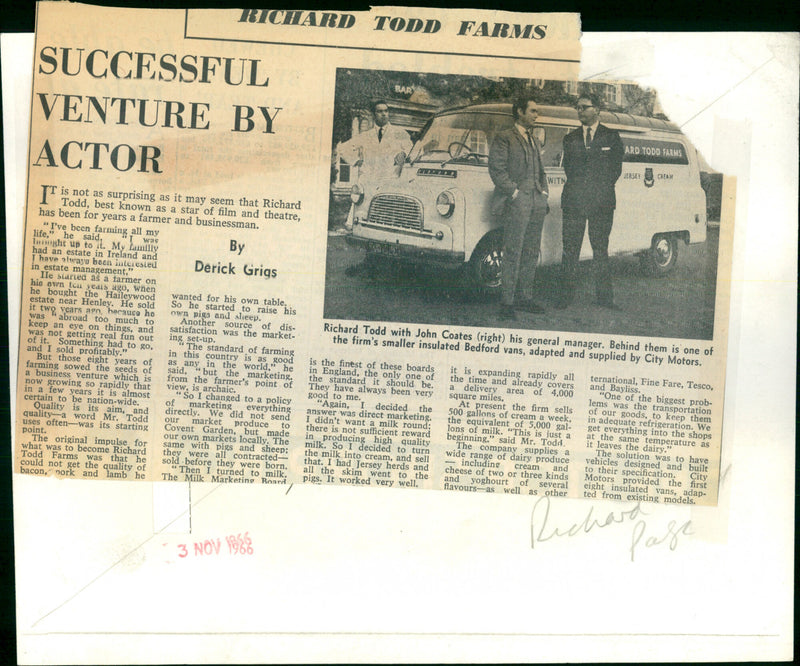 RICHARD TODD FARMS
SUCCESSFUL
VENTURE BY
ACTOR
IT is not as surprising as it may seem that Richard
Todd, best known as a star of film and theatre,
has been for years a farmer and businessman.
"I've been farming all my
life," he said. "I was
brought up to it. My family
had an estate in Ireland and
I have always been interested
in estate management."
He started as a farmer on
his own ten years ago, when
he bought the Haileywood
estate near Henley. He sold
it two years ago, because he
was "abroad too much to
keep an eye on things, and
was not getting real fun out
of it. Something had to go,
and I sold profitably."
But those eight years of
farming sowed the seeds of
a business venture which is
now growing so rapidly that
in a few years it is almost
certain to be nation-wide.
Quality is its aim, and
quality—a word Mr. Todd
uses often—was its starting
point.
The original impulse for
what was to become Richard
Todd Farms was that he
could not get the quality of
bacon, pork and lamb he
By
Derick Grigs
wanted for his own table.
So he started to raise his
own pigs and sheep.
Another source of dis-
satisfaction was the market-
ing set-up.
"The standard of farming
in this country is as good
as any in the world," he
said, "but the marketing,
from the farmer's point of
view, is archaic.
"So I changed to a policy
of marketing everything
directly. We did not send
our market produce to
Covent Garden, but made
our own markets locally. The
same with pigs and sheep:
they were all contracted—
sold before they were born.
"Then I turned to milk.
The Milk Marketing Board
BAR
WITH
ARD TODD FARMS
JERSEY CREAM
Richard Todd with John Coates (right) his general manager. Behind them is one of
the firm's smaller insulated Bedford vans, adapted and supplied by City Motors.
is the finest of these boards
in England, the only one of
the standard it should be.
They have always been very
good to me.
"Again, I decided the
answer was direct marketing.
I didn't want a milk round:
there is not sufficient reward
in producing high quality
milk. So I decided to turn
the milk into cream, and sell
that. I had Jersey herds and
all the skim went to the
pigs. It worked very well.
it is expanding rapidly all
the time and already covers
a delivery area of 4,000
square miles.
At present the firm sells
500 gallons of cream a week,
the equivalent of 5,000 gal-
lons of milk. "This is just a
beginning," said Mr. Todd.
The company supplies a
wide range of dairy produce
— including cream and
cheese of two or three kinds
and yoghourt of several
flavours—as well as other
ternational, Fine Fare, Tesco,
and Bayliss.
"One of the biggest prob-
lems was the transportation
of our goods, to keep them
in adequate refrigeration. We
get everything into the shops
at the same temperature as
it leaves the dairy."
The solution was to have
vehicles designed and built
to their specification. City
Motors provided the first
eight insulated vans, adap-
ted from existing models.
Richard
3 NOV 1966
1966